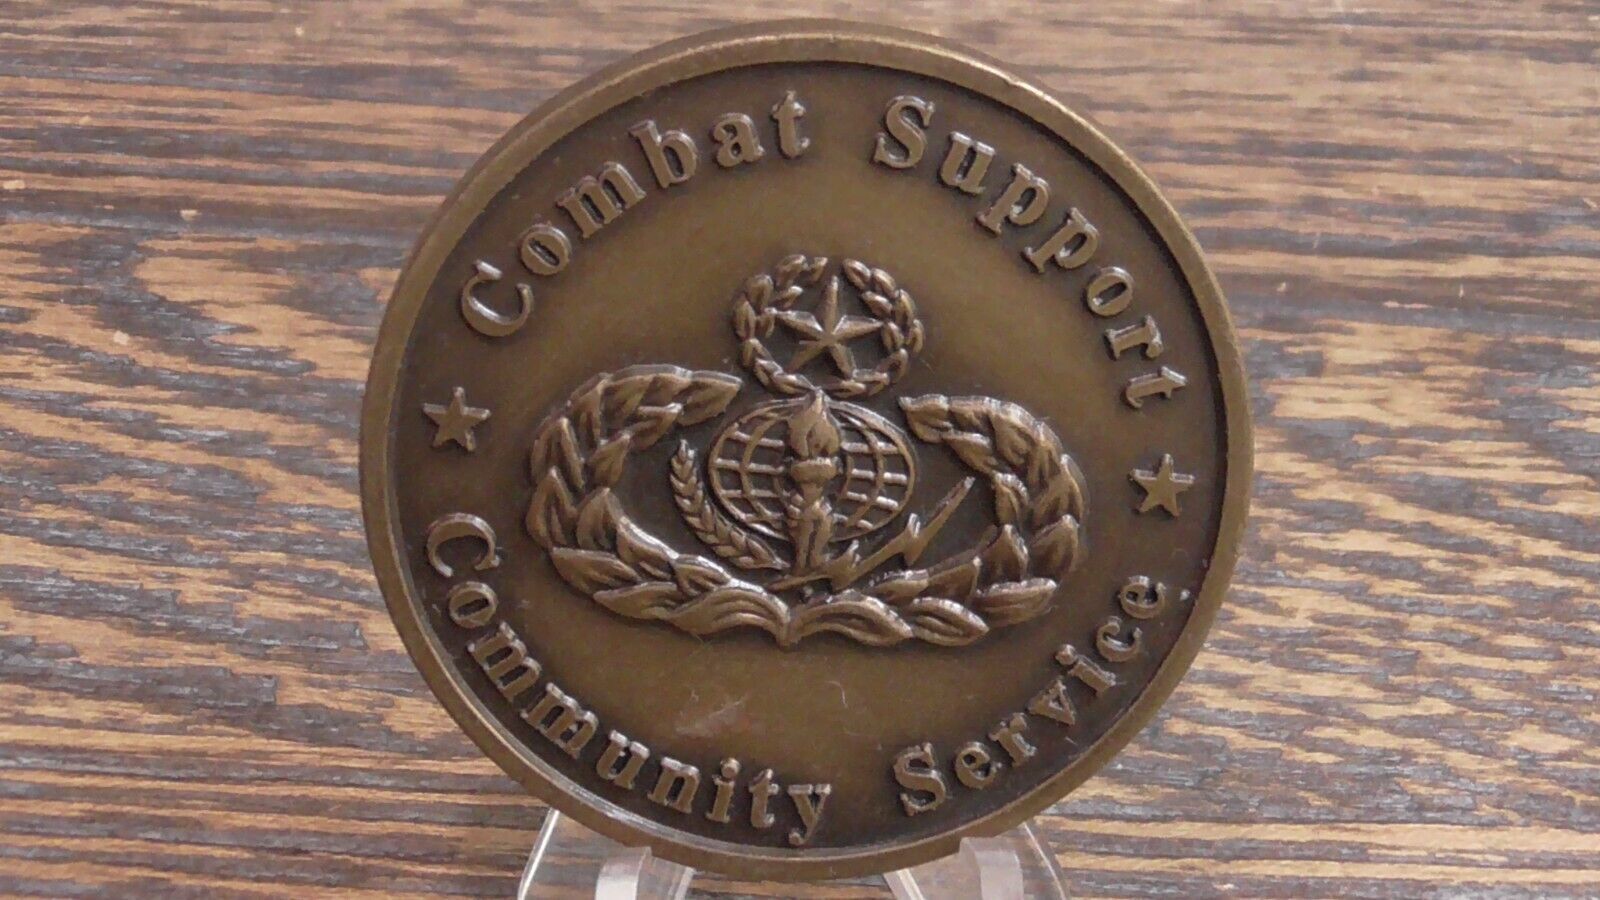 Combat Support
Community Service